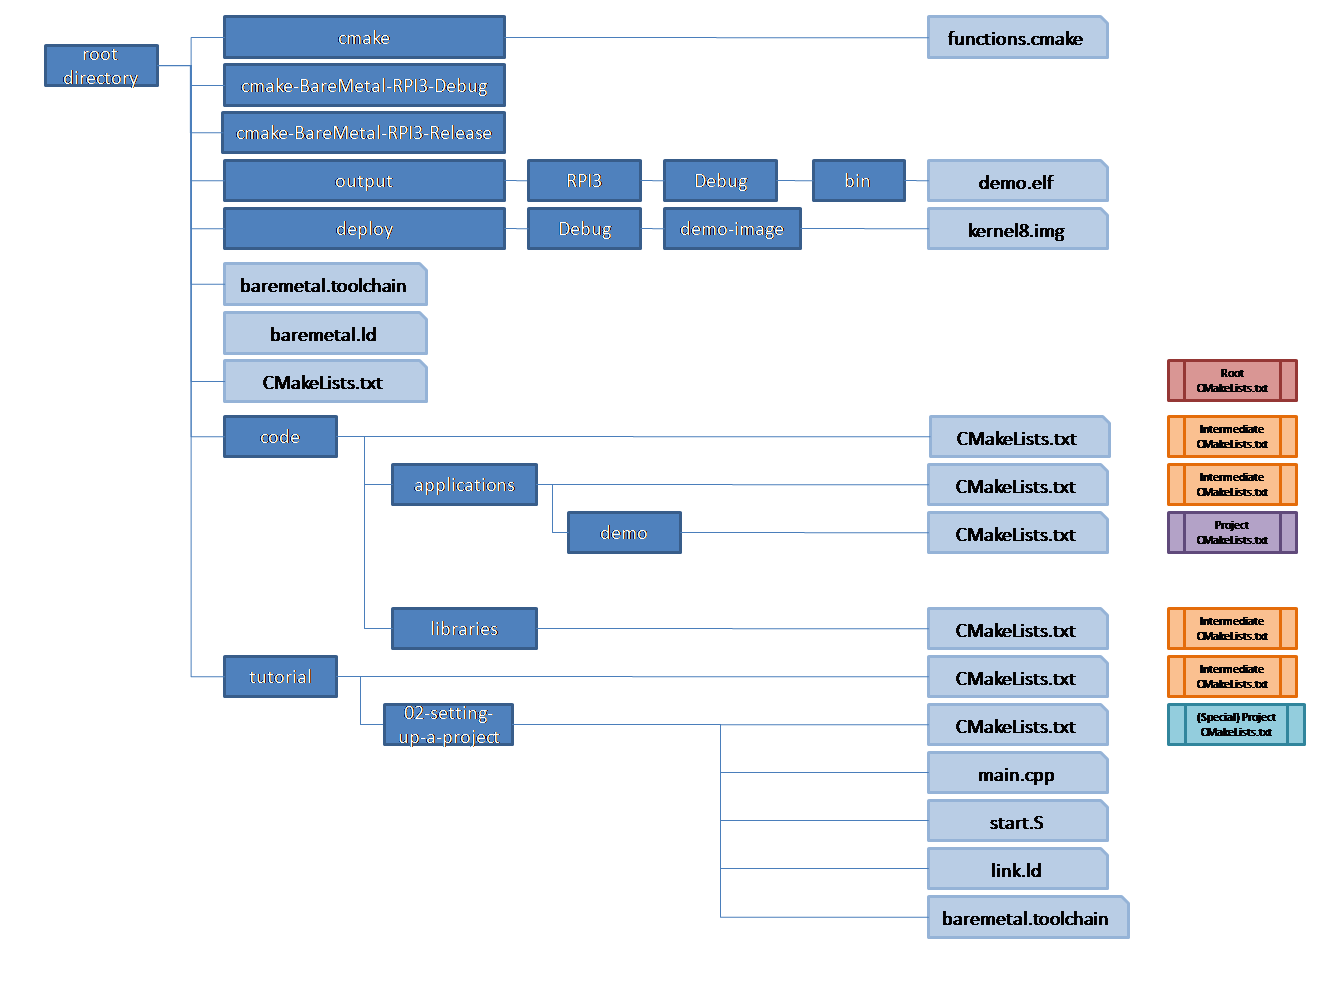 root
directory
cmake
functions.cmake
cmake-BareMetal-RPI3-Debug
cmake-BareMetal-RPI3-Release
output
RPI3
Debug
bin
demo.elf
deploy
Debug
demo-image
kernel8.img
baremetal.toolchain
baremetal.ld
CMakeLists.txt
Root
CMakeLists.txt
code
CMakeLists.txt
Intermediate
CMakeLists.txt
applications
CMakeLists.txt
Intermediate
CMakeLists.txt
demo
CMakeLists.txt
Project
CMakeLists.txt
libraries
CMakeLists.txt
Intermediate
CMakeLists.txt
tutorial
CMakeLists.txt
Intermediate
CMakeLists.txt
02-setting-
up-a-project
CMakeLists.txt
(Special) Project
CMakeLists.txt
main.cpp
start.S
link.ld
baremetal.toolchain